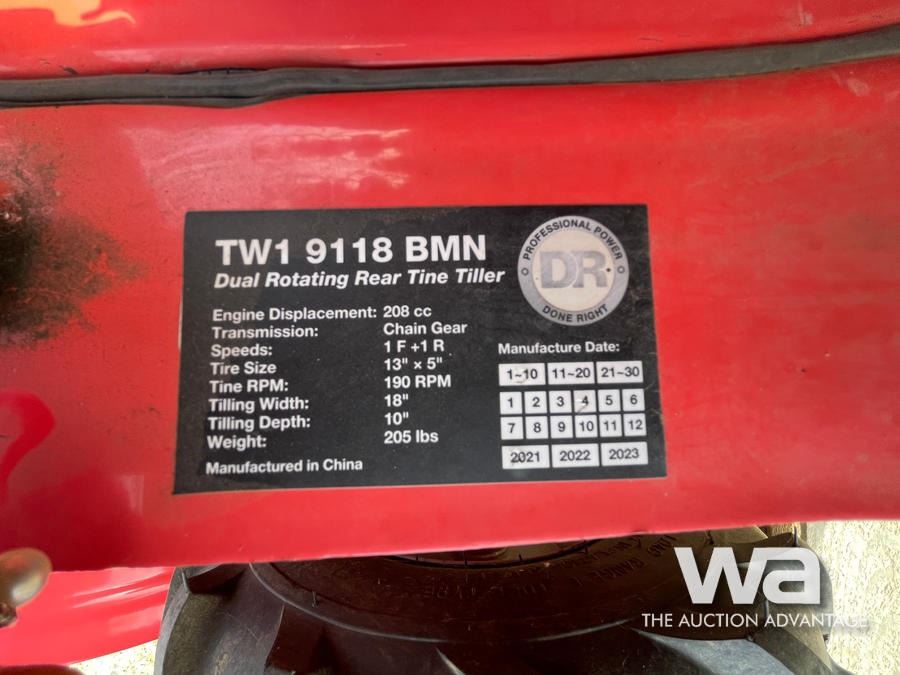 TW1 9118 BMN
Dual Rotating Rear Tine Tiller
PROFESSIONAL POWER
DR
DONE RIGHT
Engine Displacement: 208 cc
Transmission: Chain Gear
Speeds: 1 F +1 R
Tire Size 13" × 5"
Tine RPM: 190 RPM
Tilling Width: 18"
Tilling Depth: 10"
Weight: 205 lbs
Manufactured in China
Manufacture Date:
1~10 11~20 21~30
1 2 3 4 5 6
7 8 9 10 11 12
2021 2022 2023
wa
THE AUCTION ADVANTAGE